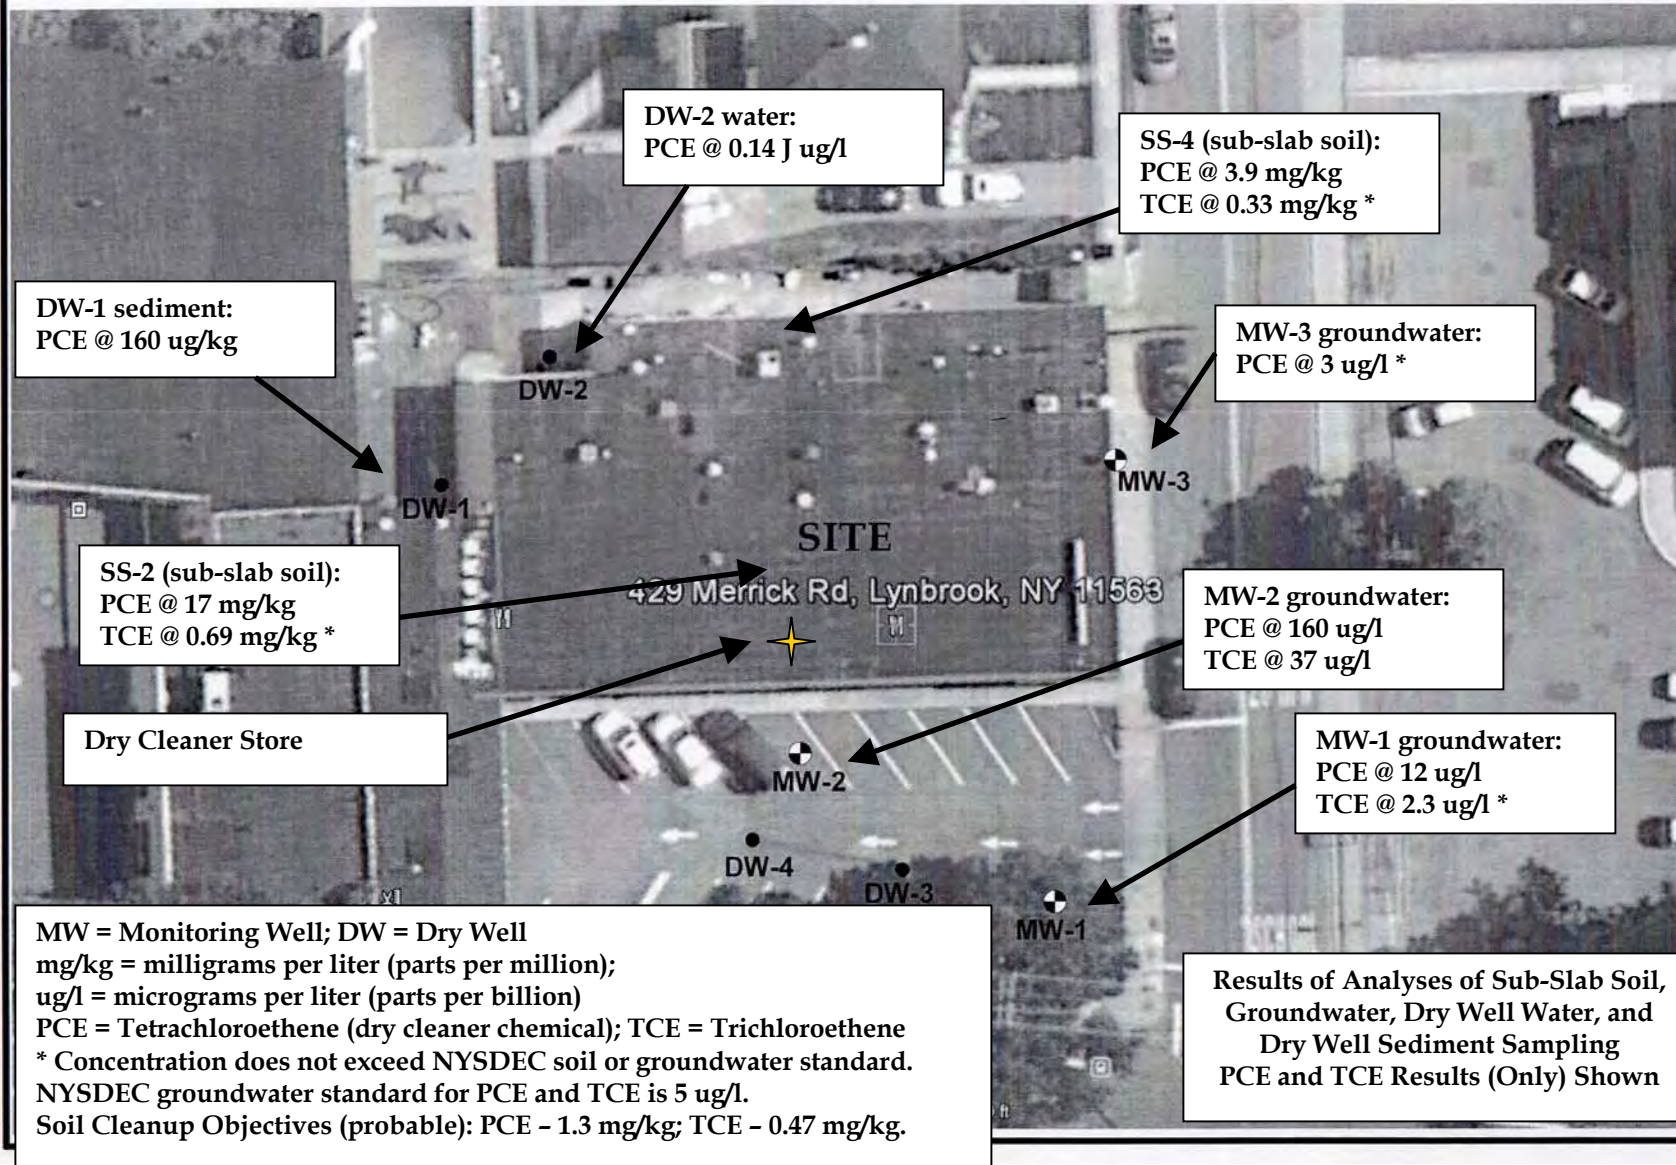 DW-2 water:
PCE @ 0.14 J ug/l
SS-4 (sub-slab soil):
PCE @ 3.9 mg/kg
TCE @ 0.33 mg/kg *
DW-1 sediment:
PCE @ 160 ug/kg
MW-3 groundwater:
PCE @ 3 ug/l *
DW-2
MW-3
DW-1
SITE
429 Merrick Rd, Lynbrook, NY 11563
SS-2 (sub-slab soil):
PCE @ 17 mg/kg
TCE @ 0.69 mg/kg *
MW-2 groundwater:
PCE @ 160 ug/l
TCE @ 37 ug/l
Dry Cleaner Store
MW-1 groundwater:
PCE @ 12 ug/l
TCE @ 2.3 ug/l *
MW-2
DW-4
DW-3
MW-1
MW = Monitoring Well; DW = Dry Well
mg/kg = milligrams per liter (parts per million);
ug/l = micrograms per liter (parts per billion)
PCE = Tetrachloroethene (dry cleaner chemical); TCE = Trichloroethene
* Concentration does not exceed NYSDEC soil or groundwater standard.
NYSDEC groundwater standard for PCE and TCE is 5 ug/l.
Soil Cleanup Objectives (probable): PCE – 1.3 mg/kg; TCE – 0.47 mg/kg.
Results of Analyses of Sub-Slab Soil,
Groundwater, Dry Well Water, and
Dry Well Sediment Sampling
PCE and TCE Results (Only) Shown